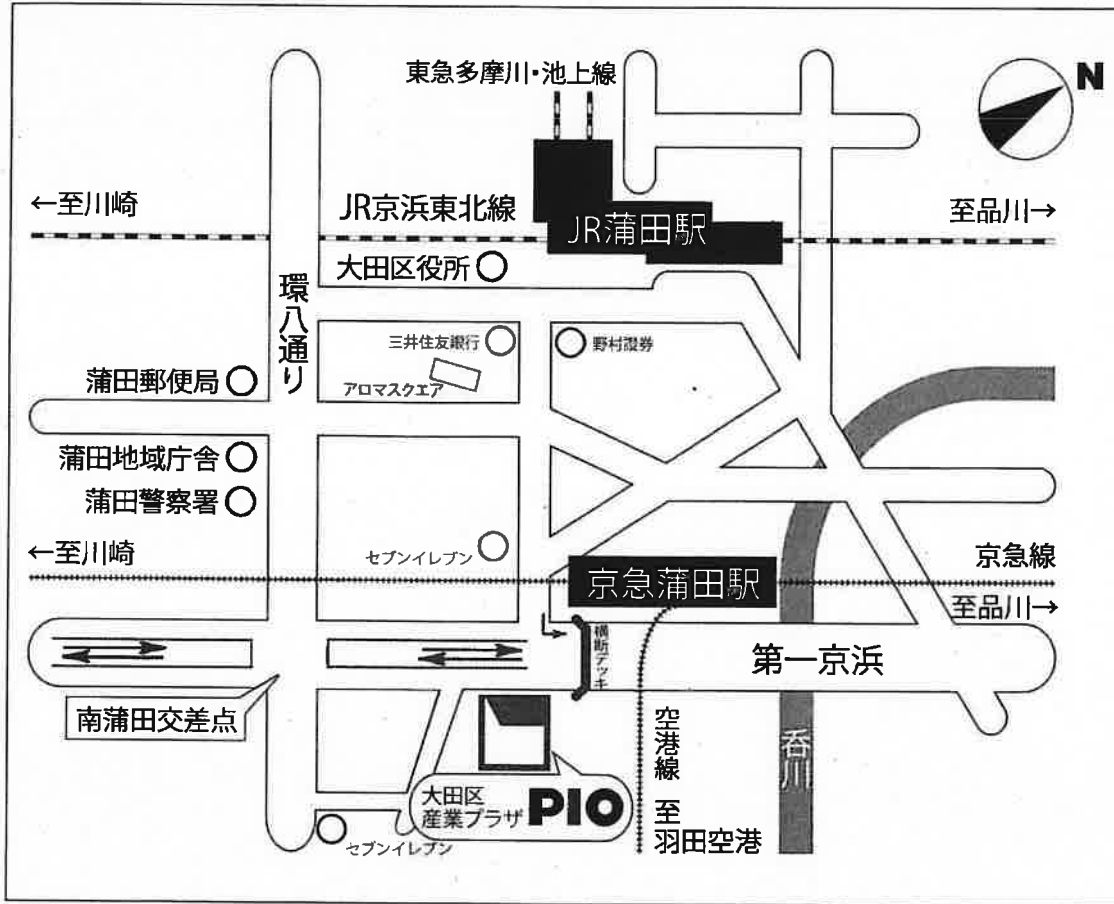 東急多摩川・池上線
N
←至川崎
JR京浜東北線
JR蒲田駅
至品川→
大田区役所
環八通り
三井住友銀行
野村證券
アロマスクエア
蒲田郵便局
蒲田地域庁舎
蒲田警察署
セブンイレブン
←至川崎
京急蒲田駅
京急線
至品川→
横断デッキ
第一京浜
南蒲田交差点
大田区
産業プラザ PIO
空港線 至
羽田空港
呑川
セブンイレブン